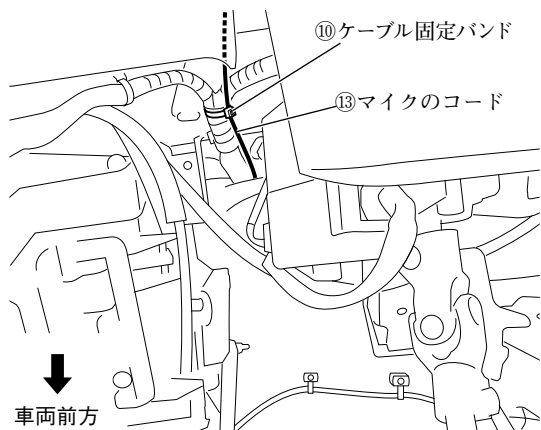 ⑩ケーブル固定バンド
⑬マイクのコード
車両前方